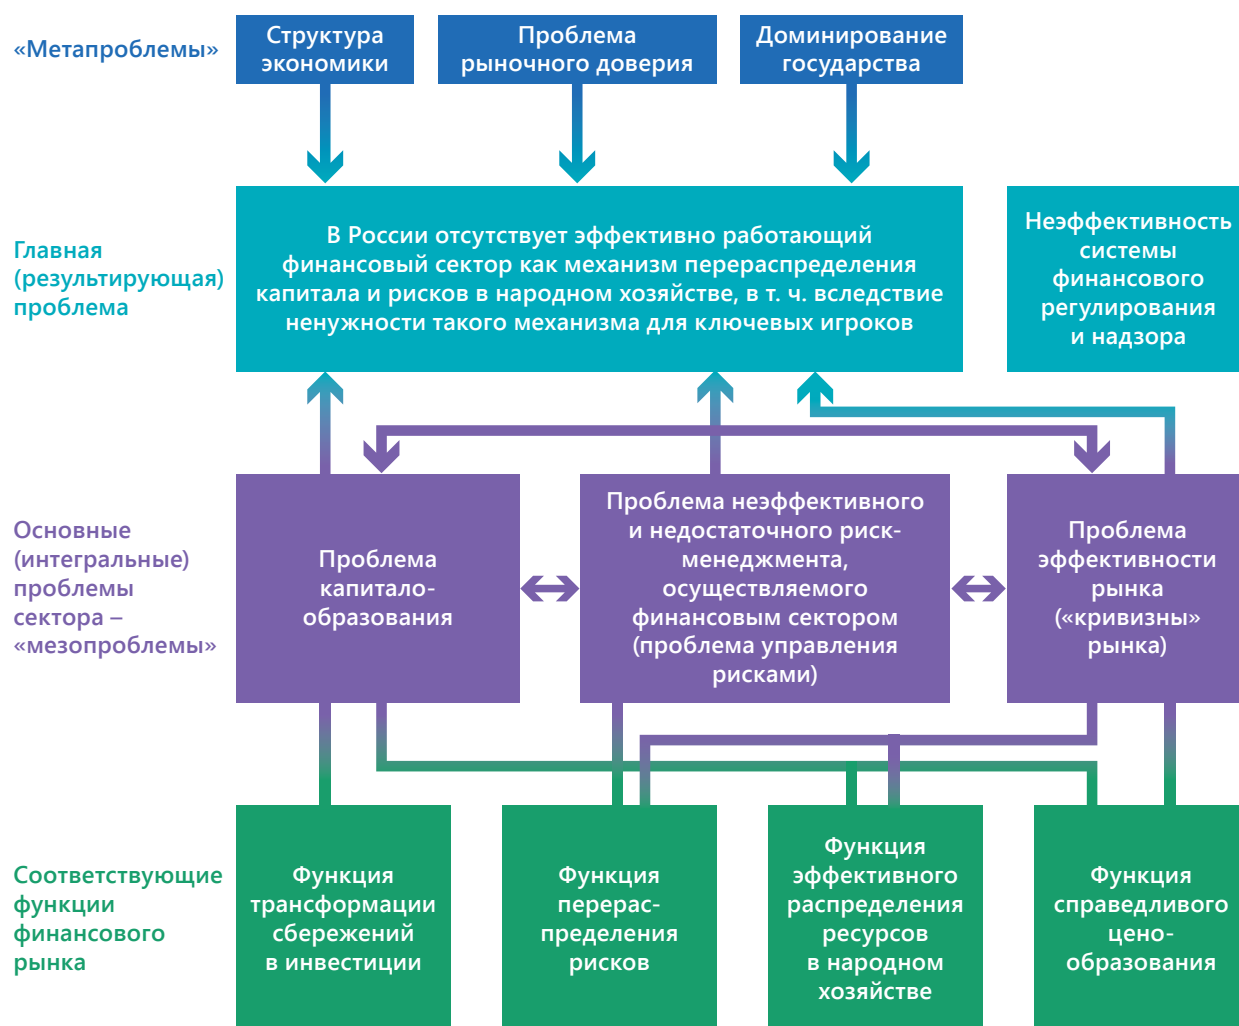 «Метапроблемы»
Структура
экономики
Проблема
рыночного доверия
Доминирование
государства
Главная
(результирующая)
проблема
В России отсутствует эффективно работающий
финансовый сектор как механизм перераспределения
капитала и рисков в народном хозяйстве, в т. ч. вследствие
ненужности такого механизма для ключевых игроков
Неэффективность
системы
финансового
регулирования
и надзора
Основные
(интегральные)
проблемы
сектора –
«мезопроблемы»
Проблема
капитало-
образования
Проблема неэффективного
и недостаточного риск-
менеджмента,
осуществляемого
финансовым сектором
(проблема управления
рисками)
Проблема
эффективности
рынка
(«кривизны»
рынка)
Соответствующие
функции
финансового
рынка
Функция
трансформации
сбережений
в инвестиции
Функция
перерас-
пределения
рисков
Функция
эффективного
распределения
ресурсов
в народном
хозяйстве
Функция
справедливого
цено-
образования